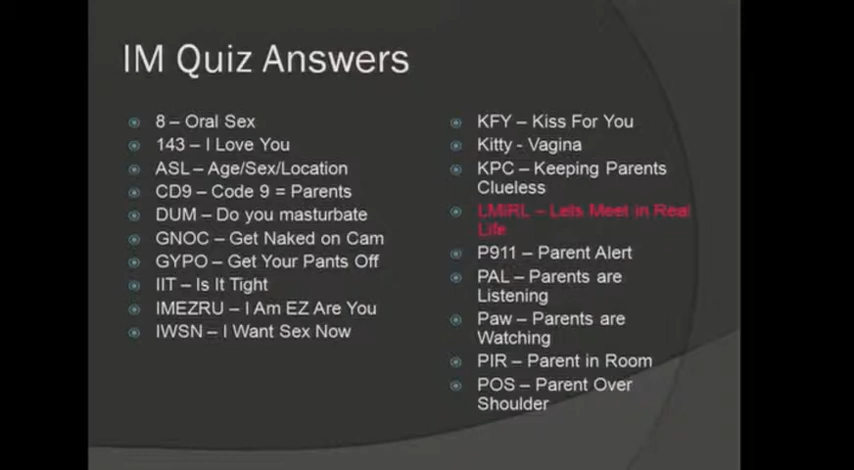 IM Quiz Answers
8 – Oral Sex
143 – I Love You
ASL – Age/Sex/Location
CD9 – Code 9 = Parents
DUM – Do you masturbate
GNOC – Get Naked on Cam
GYPO – Get Your Pants Off
IIT – Is It Tight
IMEZRU – I Am EZ Are You
IWSN – I Want Sex Now
KFY – Kiss For You
Kitty - Vagina
KPC – Keeping Parents
Clueless
LMIRL – Lets Meet in Real
Life
P911 – Parent Alert
PAL – Parents are
Listening
Paw – Parents are
Watching
PIR – Parent in Room
POS – Parent Over
Shoulder